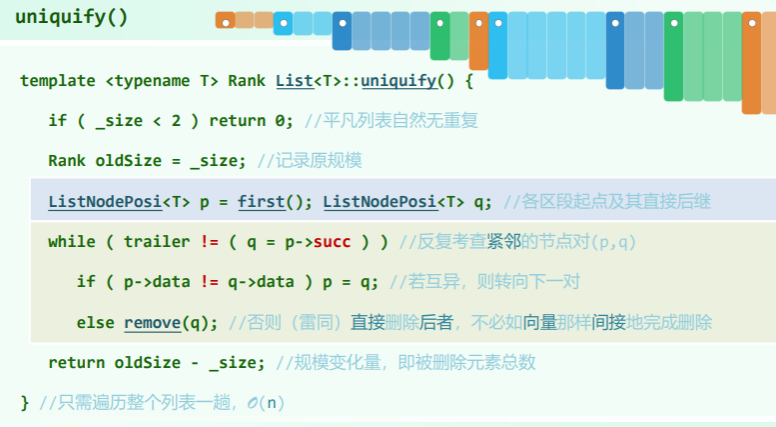 uniquify()
template <typename T> Rank List<T>::uniquify() {
if ( _size < 2 ) return 0; //平凡列表自然无重复
Rank oldSize = _size; //记录原规模
ListNodePosi<T> p = first(); ListNodePosi<T> q; //各区段起点及其直接后继
while ( trailer != ( q = p->succ ) ) //反复考查紧邻的节点对(p,q)
if ( p->data != q->data ) p = q; //若互异，则转向下一对
else remove(q); //否则（雷同）直接删除后者，不必如向量那样间接地完成删除
return oldSize - _size; //规模变化量，即被删除元素总数
} //只需遍历整个列表一趟，𝒪(n)